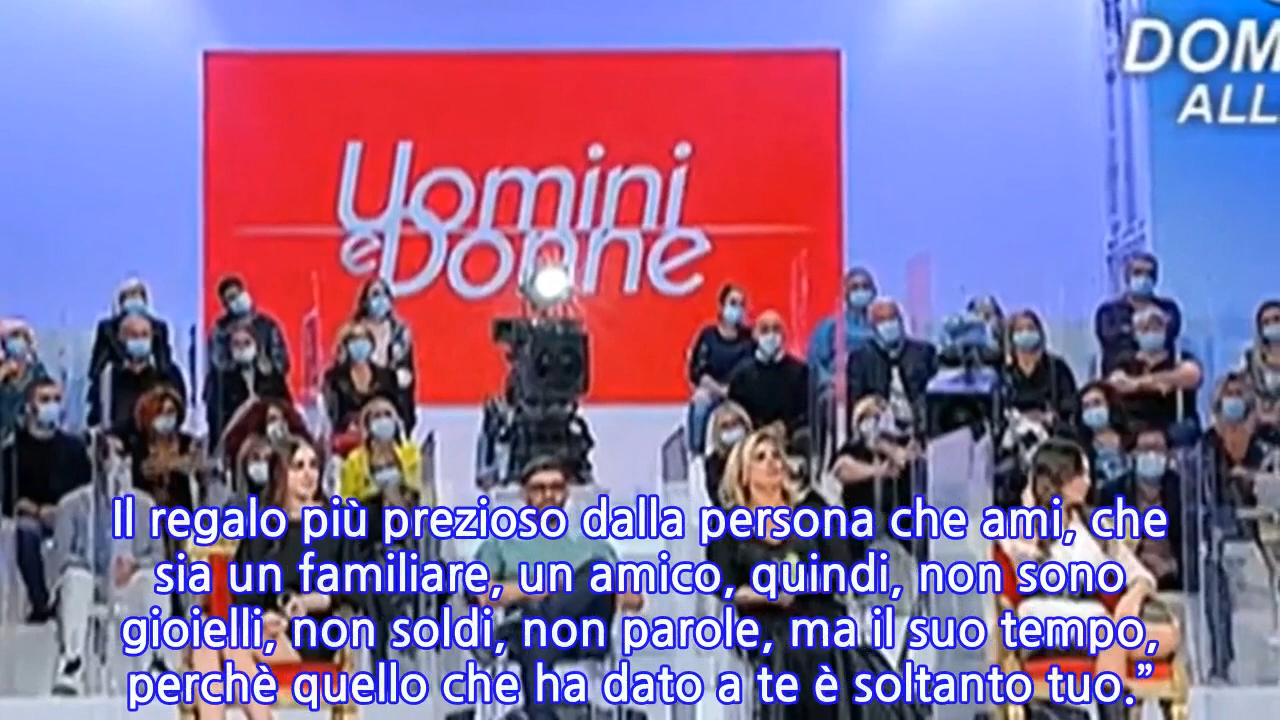 Uomini
e Donne
DOM
ALL
Il regalo più prezioso dalla persona che ami, che
sia un familiare, un amico, quindi, non sono
gioielli, non soldi, non parole, ma il suo tempo,
perchè quello che ha dato a te è soltanto tuo.”